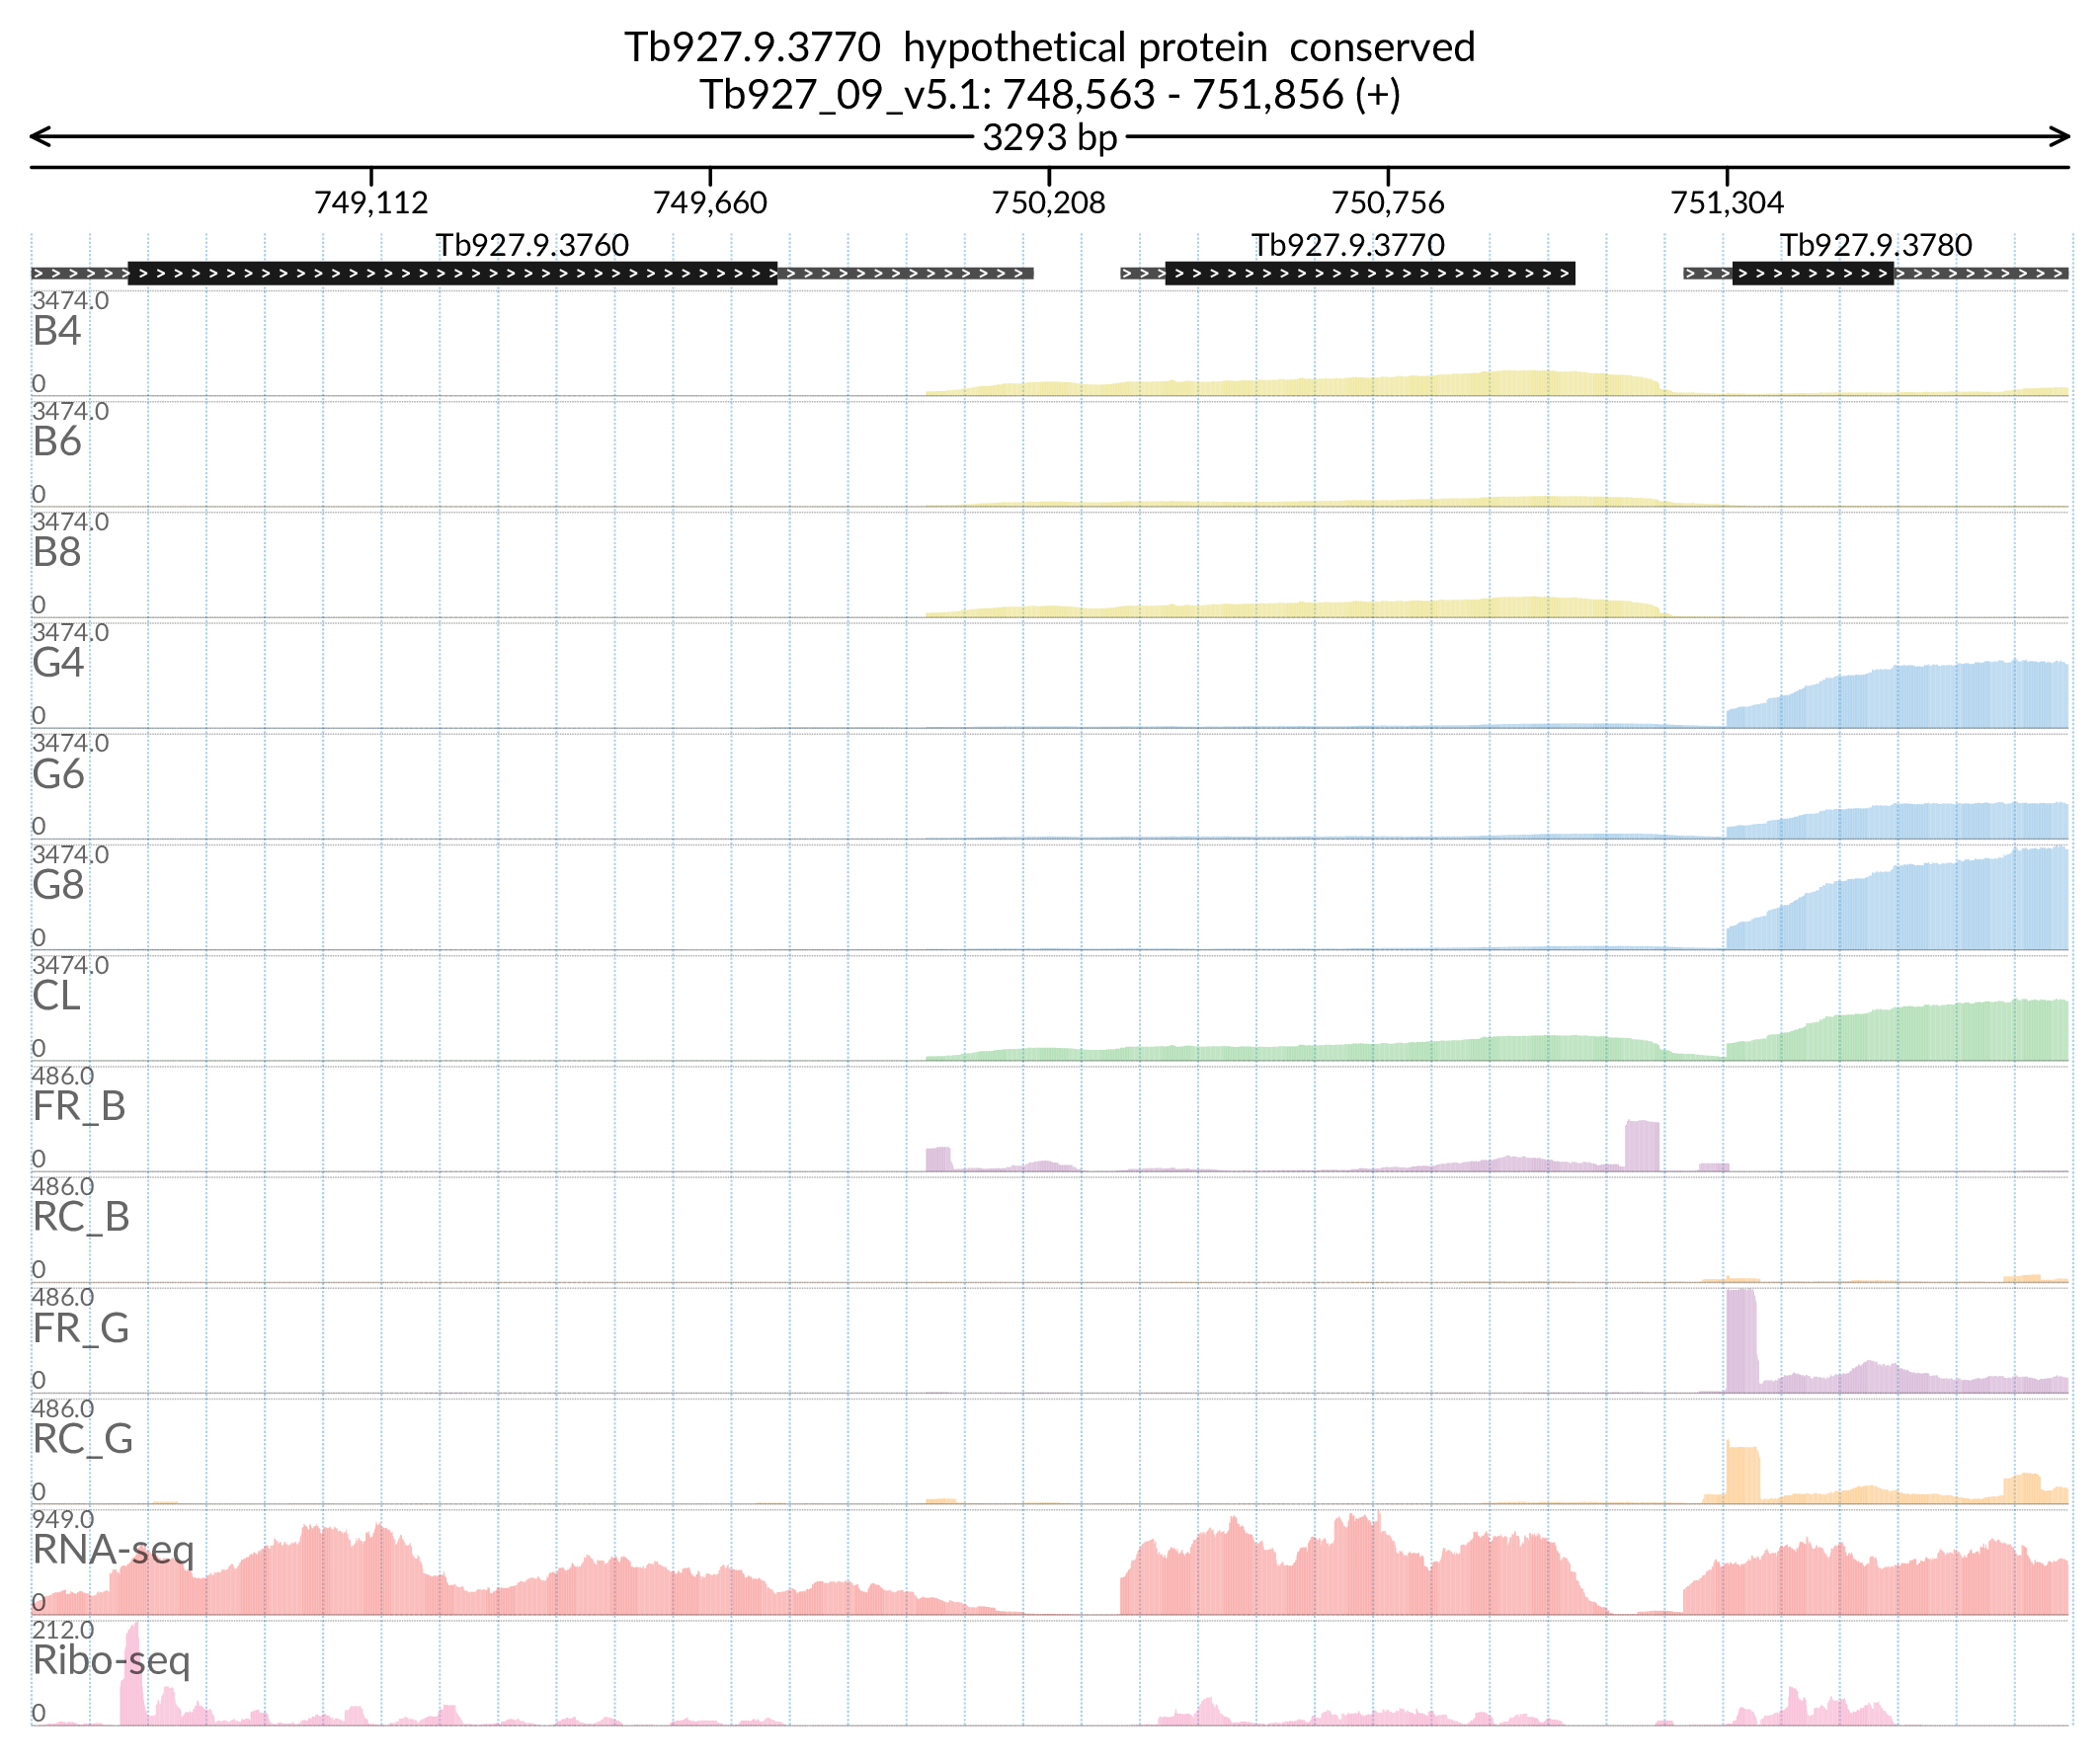 Tb927.9.3770 hypothetical protein conserved
Tb927_09_v5.1: 748,563 - 751,856 (+)
3293 bp
749,112 749,660 750,208 750,756 751,304
Tb927.9.3760 Tb927.9.3770 Tb927.9.3780
3474.0
B4
0
3474.0
B6
0
3474.0
B8
0
3474.0
G4
0
3474.0
G6
0
3474.0
G8
0
3474.0
CL
0
486.0
FR_B
0
486.0
RC_B
0
486.0
FR_G
0
486.0
RC_G
0
949.0
RNA-seq
0
212.0
Ribo-seq
0